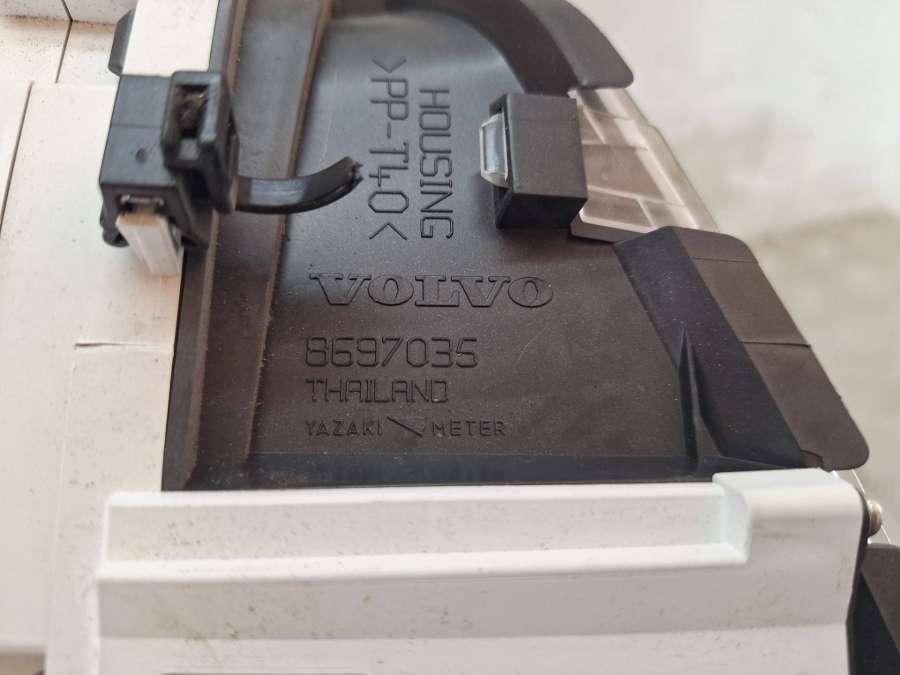 HOUSING
>PP-T40<
VOLVO
8697035
THAILAND
YAZAKI METER